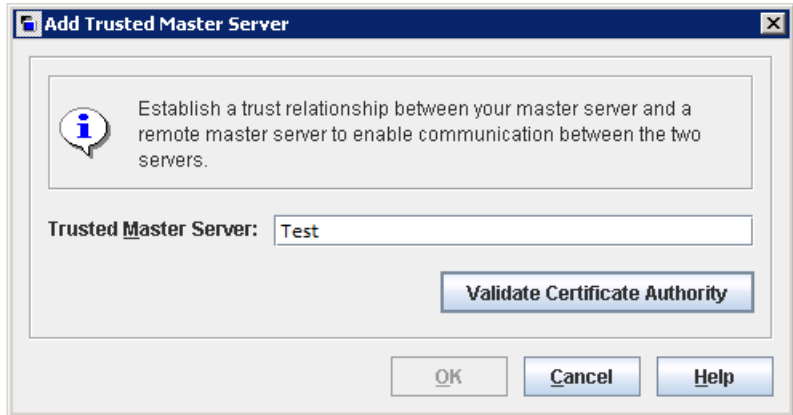 Add Trusted Master Server
Establish a trust relationship between your master server and a
remote master server to enable communication between the two
servers.
Trusted Master Server: Test
Validate Certificate Authority
OK Cancel Help